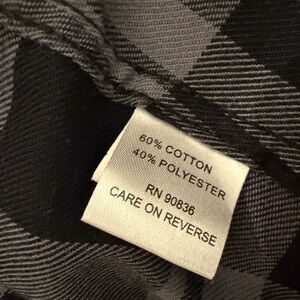 60% COTTON
40% POLYESTER
RN 90836
CARE ON REVERSE